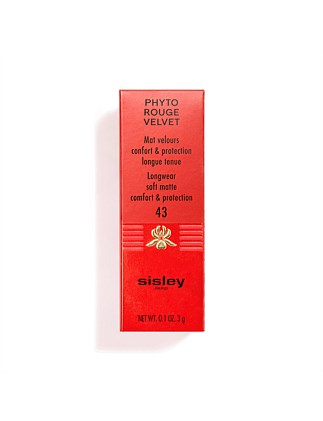 PHYTO
ROUGE
VELVET
Mat velours
confort & protection
longue tenue
Longwear
soft matte
comfort & protection
43
sisley
PARIS
NET WT. 0.1 OZ. 3 g